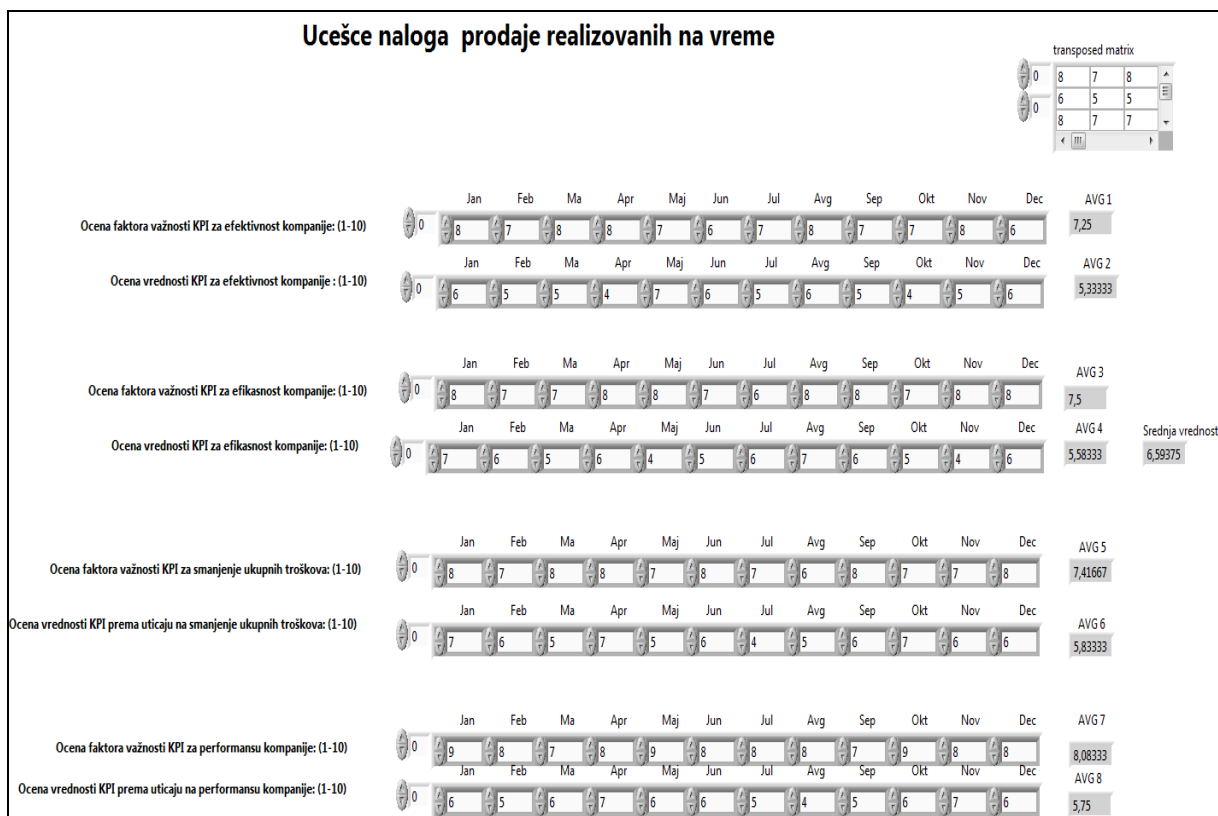 Ucešce naloga prodaje realizovanih na vreme
transposed matrix
0 8 7 8
0 6 5 5
8 7 7
Jan Feb Ma Apr Maj Jun Jul Avg Sep Okt Nov Dec AVG 1
Ocena faktora važnosti KPI za efektivnost kompanije: (1-10) 0 8 7 8 8 7 6 7 8 7 7 8 6 7,25
Jan Feb Ma Apr Maj Jun Jul Avg Sep Okt Nov Dec AVG 2
Ocena vrednosti KPI za efektivnost kompanije : (1-10) 0 6 5 5 4 7 6 5 6 5 4 5 6 5,33333
Jan Feb Ma Apr Maj Jun Jul Avg Sep Okt Nov Dec AVG 3
Ocena faktora važnosti KPI za efikasnost kompanije: (1-10) 0 8 7 7 8 8 7 6 8 8 7 8 8 7,5
Jan Feb Ma Apr Maj Jun Jul Avg Sep Okt Nov Dec AVG 4 Srednja vrednost
Ocena vrednosti KPI za efikasnost kompanije: (1-10) 0 7 6 5 6 4 5 6 7 6 5 4 6 5,58333 6,59375
Jan Feb Ma Apr Maj Jun Jul Avg Sep Okt Nov Dec AVG 5
Ocena faktora važnosti KPI za smanjenje ukupnih troškova: (1-10) 0 8 7 8 8 7 8 7 6 8 7 7 8 7,41667
Jan Feb Ma Apr Maj Jun Jul Avg Sep Okt Nov Dec AVG 6
Ocena vrednosti KPI prema uticaju na smanjenje ukupnih troškova: (1-10) 0 7 6 5 7 5 6 4 5 6 7 6 6 5,83333
Jan Feb Ma Apr Maj Jun Jul Avg Sep Okt Nov Dec AVG 7
Ocena faktora važnosti KPI za performansu kompanije: (1-10) 0 9 8 7 8 9 8 8 8 7 9 8 8 8,08333
Jan Feb Ma Apr Maj Jun Jul Avg Sep Okt Nov Dec AVG 8
Ocena vrednosti KPI prema uticaju na performansu kompanije: (1-10) 0 6 5 6 7 6 6 5 4 5 6 7 6 5,75